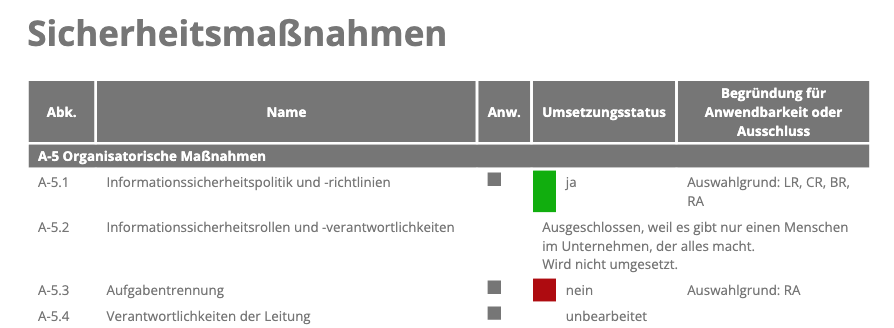 Sicherheitsmaßnahmen
Abk. Name Anw. Umsetzungsstatus Begründung für
Anwendbarkeit oder
Ausschluss
A-5 Organisatorische Maßnahmen
A-5.1 Informationssicherheitspolitik und -richtlinien ja Auswahlgrund: LR, CR, BR,
RA
A-5.2 Informationssicherheitsrollen und -verantwortlichkeiten Ausgeschlossen, weil es gibt nur einen Menschen
im Unternehmen, der alles macht.
Wird nicht umgesetzt.
A-5.3 Aufgabentrennung nein Auswahlgrund: RA
A-5.4 Verantwortlichkeiten der Leitung unbearbeitet